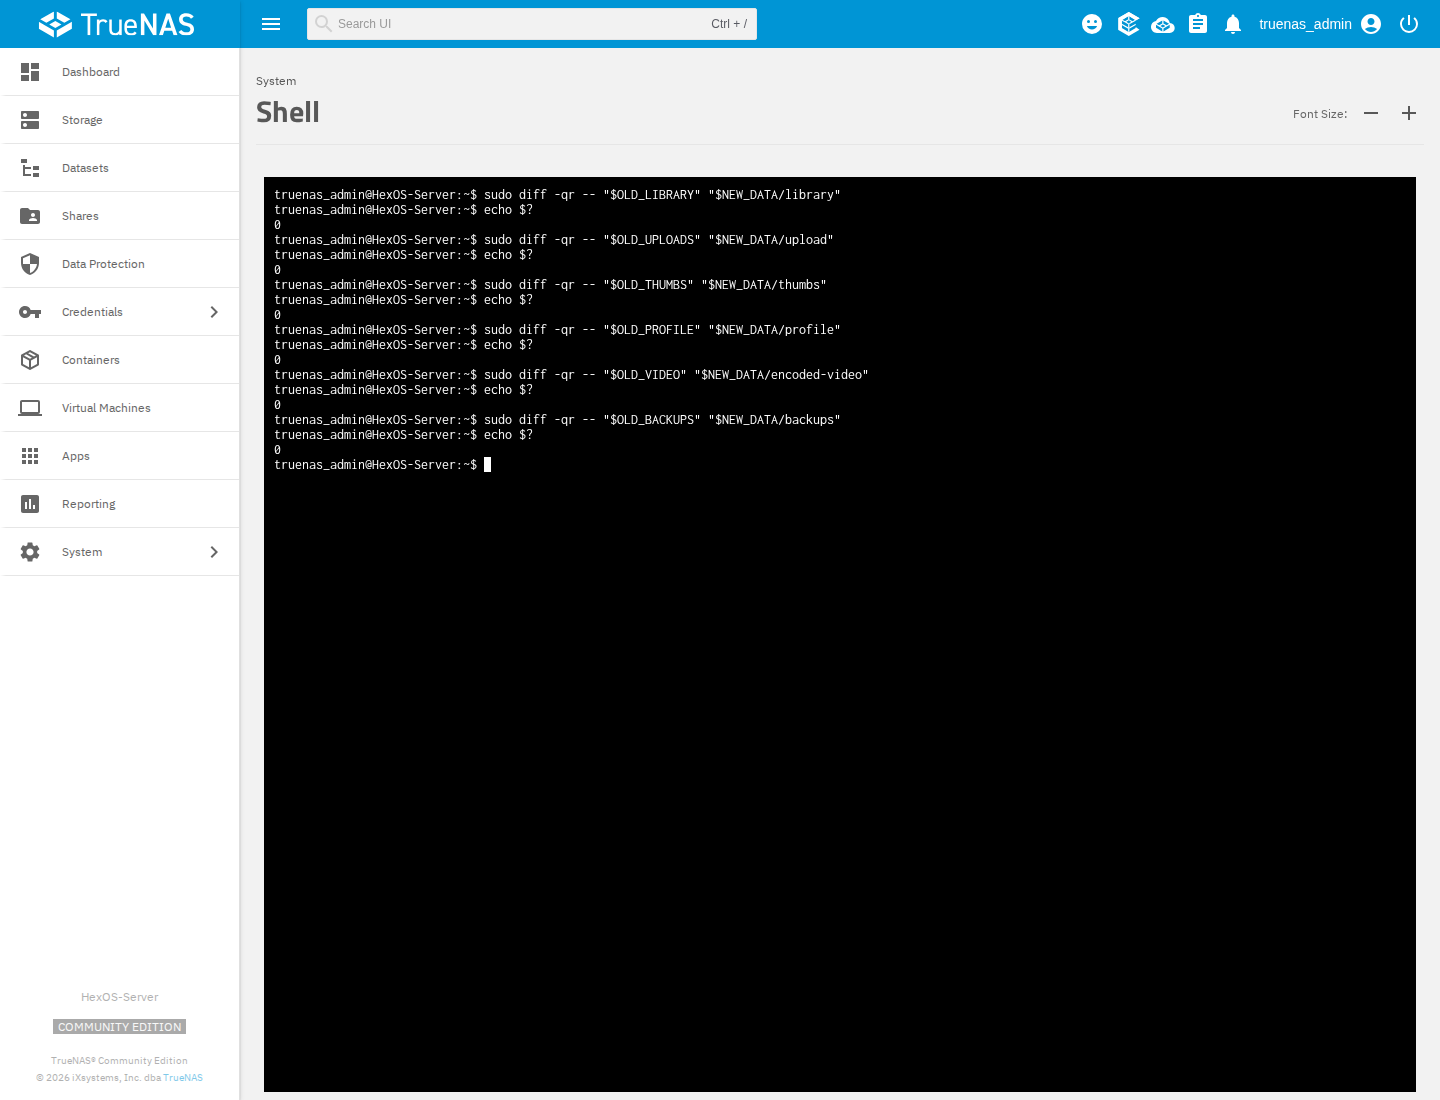 TrueNAS
Search UI
Ctrl + /
truenas_admin
Dashboard
Storage
Datasets
Shares
Data Protection
Credentials
Containers
Virtual Machines
Apps
Reporting
System
HexOS-Server
COMMUNITY EDITION
TrueNAS® Community Edition
© 2026 iXsystems, Inc. dba TrueNAS
System
Shell
Font Size:
truenas_admin@HexOS-Server:~$ sudo diff -qr -- "$OLD_LIBRARY" "$NEW_DATA/library"
truenas_admin@HexOS-Server:~$ echo $?
0
truenas_admin@HexOS-Server:~$ sudo diff -qr -- "$OLD_UPLOADS" "$NEW_DATA/upload"
truenas_admin@HexOS-Server:~$ echo $?
0
truenas_admin@HexOS-Server:~$ sudo diff -qr -- "$OLD_THUMBS" "$NEW_DATA/thumbs"
truenas_admin@HexOS-Server:~$ echo $?
0
truenas_admin@HexOS-Server:~$ sudo diff -qr -- "$OLD_PROFILE" "$NEW_DATA/profile"
truenas_admin@HexOS-Server:~$ echo $?
0
truenas_admin@HexOS-Server:~$ sudo diff -qr -- "$OLD_VIDEO" "$NEW_DATA/encoded-video"
truenas_admin@HexOS-Server:~$ echo $?
0
truenas_admin@HexOS-Server:~$ sudo diff -qr -- "$OLD_BACKUPS" "$NEW_DATA/backups"
truenas_admin@HexOS-Server:~$ echo $?
0
truenas_admin@HexOS-Server:~$